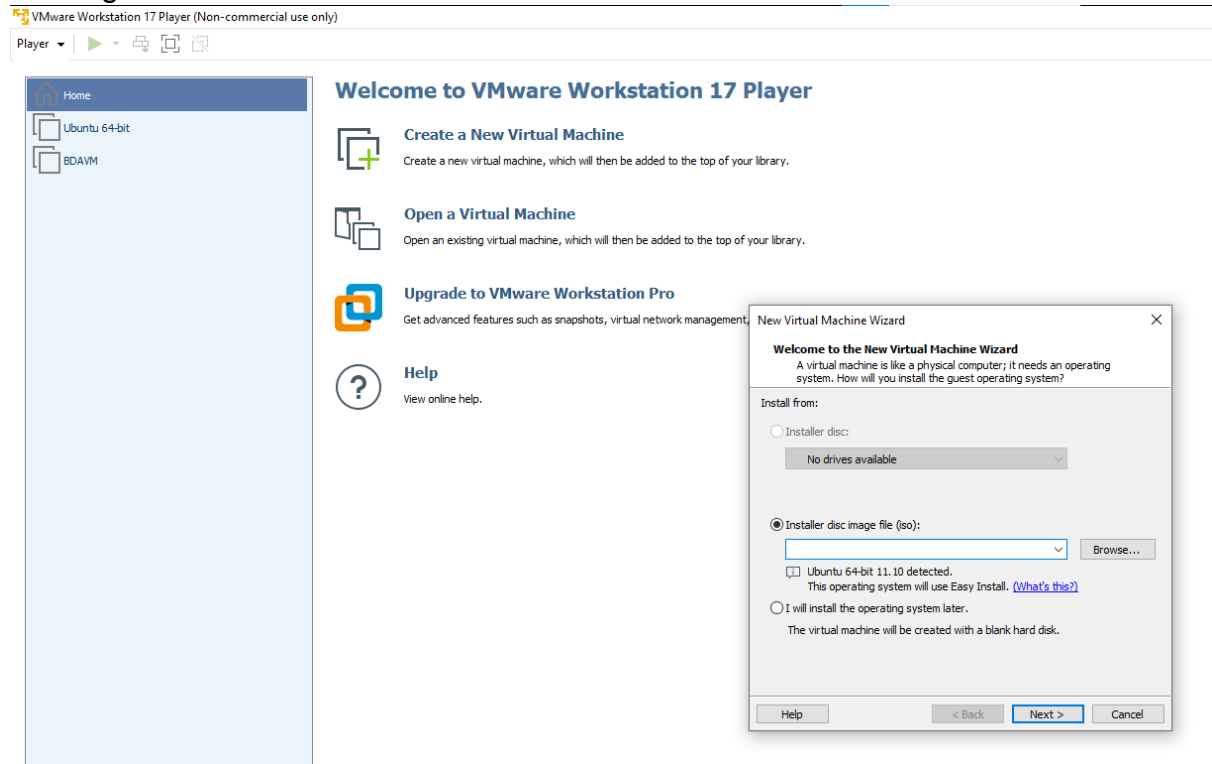 VMware Workstation 17 Player (Non-commercial use only)
Player
Home
Ubuntu 64-bit
BDAVM
Welcome to VMware Workstation 17 Player
Create a New Virtual Machine
Create a new virtual machine, which will then be added to the top of your library.
Open a Virtual Machine
Open an existing virtual machine, which will then be added to the top of your library.
Upgrade to VMware Workstation Pro
Get advanced features such as snapshots, virtual network management,
Help
View online help.
New Virtual Machine Wizard
Welcome to the New Virtual Machine Wizard
A virtual machine is like a physical computer; it needs an operating
system. How will you install the guest operating system?
Install from:
Installer disc:
No drives available
Installer disc image file (iso):
Browse...
Ubuntu 64-bit 11.10 detected.
This operating system will use Easy Install. (What's this?)
I will install the operating system later.
The virtual machine will be created with a blank hard disk.
Help
< Back
Next >
Cancel